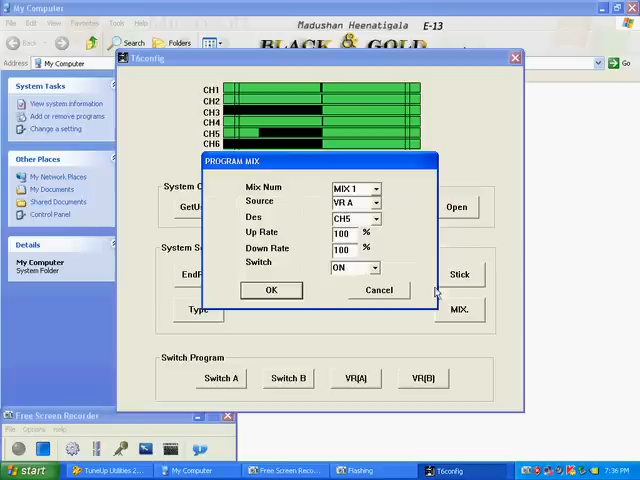 My Computer
File Edit View Favorites Tools Help
Madushan Heenatigala E-13
Back Search Folders
BLACK & GOLD
Address My Computer Go
T6config
System Tasks
View system information
Add or remove programs
Change a setting
Other Places
My Network Places
My Documents
Shared Documents
Control Panel
Details
My Computer
System Folder
CH1
CH2
CH3
CH4
CH5
CH6
PROGRAM MIX
Mix Num MIX 1
Source VR A
Des CH5
Up Rate 100 %
Down Rate 100 %
Switch ON
OK Cancel
System
Open
System
Stick
Type MIX.
Switch Program
Switch A Switch B VR(A) VR(B)
Free Screen Recorder
File Options Help
start TuneUp Utilities 2... My Computer Free Screen Reco... Flashing T6config 7:36 PM